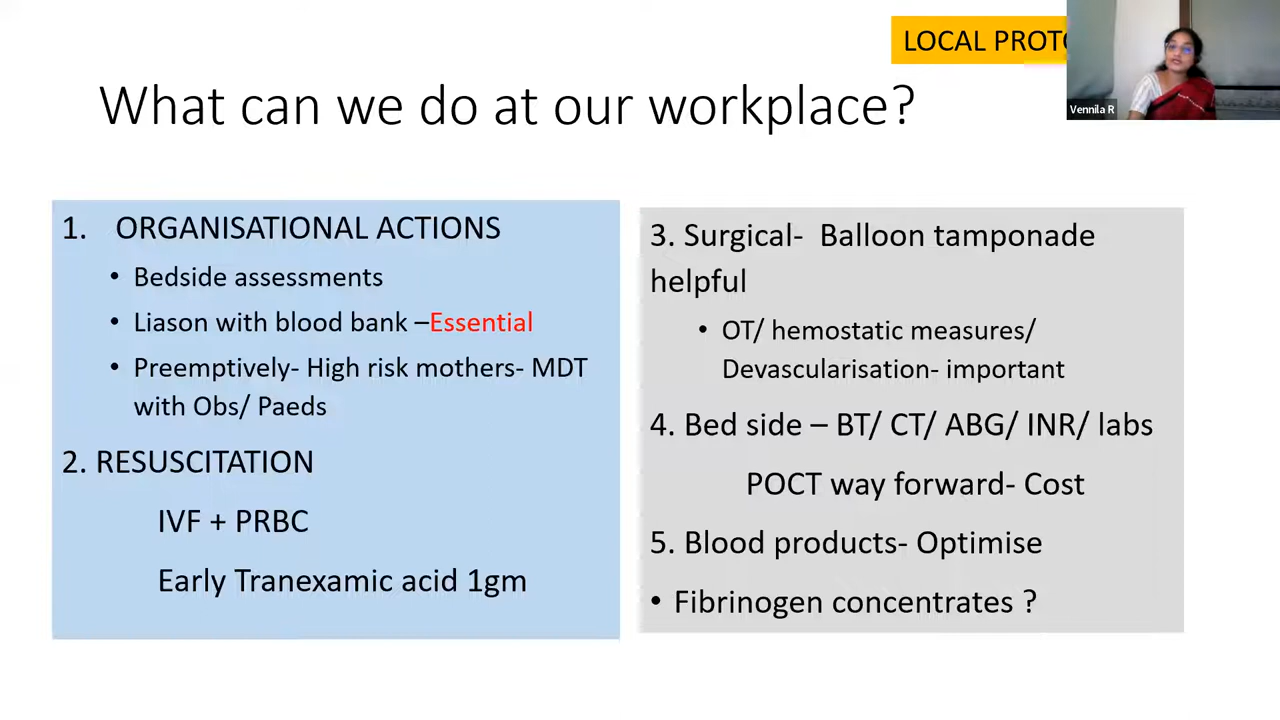 LOCAL
Vennila R
What can we do at our workplace?
1. ORGANISATIONAL ACTIONS
• Bedside assessments
• Liason with blood bank –Essential
• Preemptively- High risk mothers- MDT
with Obs/ Paeds
2. RESUSCITATION
IVF + PRBC
Early Tranexamic acid 1gm
3. Surgical- Balloon tamponade
helpful
• OT/ hemostatic measures/
Devascularisation- important
4. Bed side – BT/ CT/ ABG/ INR/ labs
POCT way forward- Cost
5. Blood products- Optimise
• Fibrinogen concentrates ?